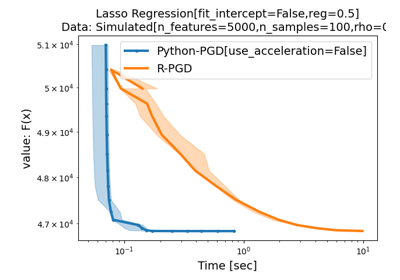 Lasso Regression[fit_intercept=False,reg=0.5]
Data: Simulated[n_features=5000,n_samples=100,rho=0
Python-PGD[use_acceleration=False]
R-PGD
value: F(x)
5.1 × 10⁴
5 × 10⁴
4.9 × 10⁴
4.8 × 10⁴
4.7 × 10⁴
10⁻¹
10⁰
10¹
Time [sec]